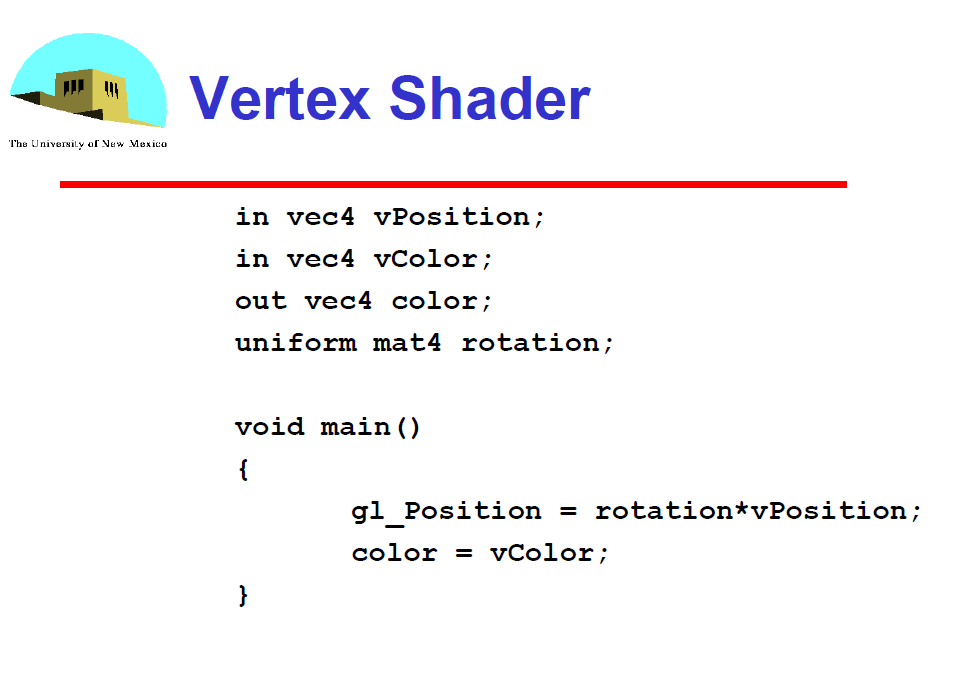 Vertex Shader
The University of New Mexico
in vec4 vPosition;
in vec4 vColor;
out vec4 color;
uniform mat4 rotation;
void main()
{
gl_Position = rotation*vPosition;
color = vColor;
}